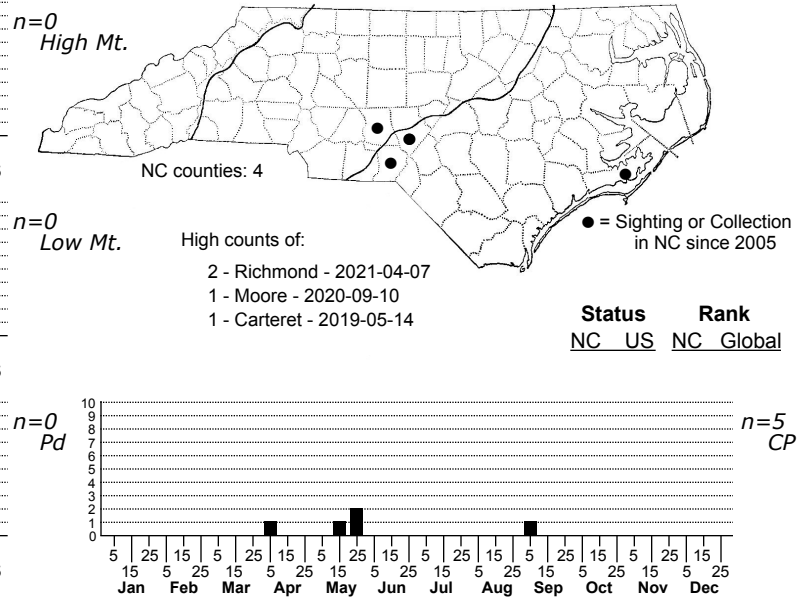 n=0
High Mt.
NC counties: 4
n=0
Low Mt.
High counts of:
2 - Richmond - 2021-04-07
1 - Moore - 2020-09-10
1 - Carteret - 2019-05-14
● = Sighting or Collection
in NC since 2005
Status Rank
NC US NC Global
n=0
Pd
n=5
CP
10
9
8
7
6
5
4
3
2
1
0
5 25 15 5 25 15 5 25 15 5 25 15 5 25 15 5 25 15
15 5 25 15 5 25 15 5 25 15 5 25 15 5 25 15 5 25
Jan Feb Mar Apr May Jun Jul Aug Sep Oct Nov Dec